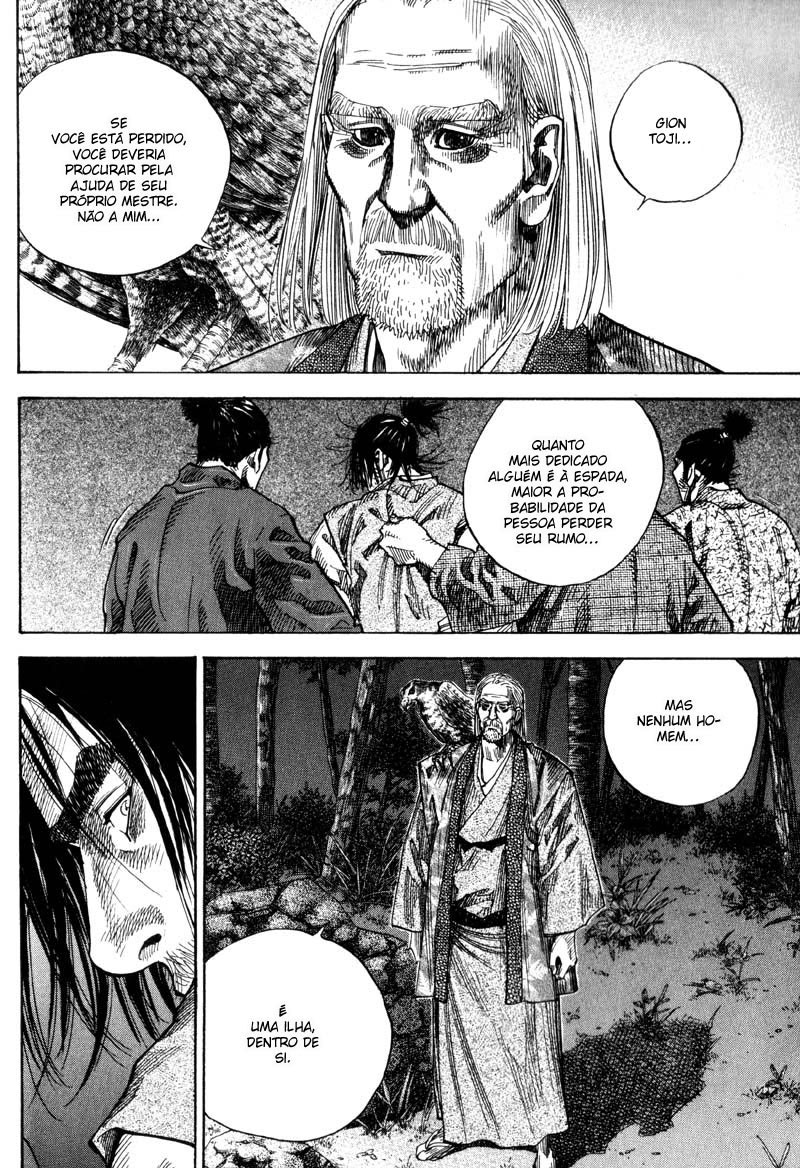 GION
TOJI...
SE
VOCÊ ESTÁ PERDIDO,
VOCÊ DEVERIA
PROCURAR PELA
AJUDA DE SEU
PRÓPRIO MESTRE.
NÃO A MIM...
QUANTO
MAIS DEDICADO
ALGUÉM É À ESPADA,
MAIOR A PRO-
BABILIDADE DA
PESSOA PERDER
SEU RUMO...
MAS
NENHUM HO-
MEM...
É
UMA ILHA,
DENTRO DE
SI.